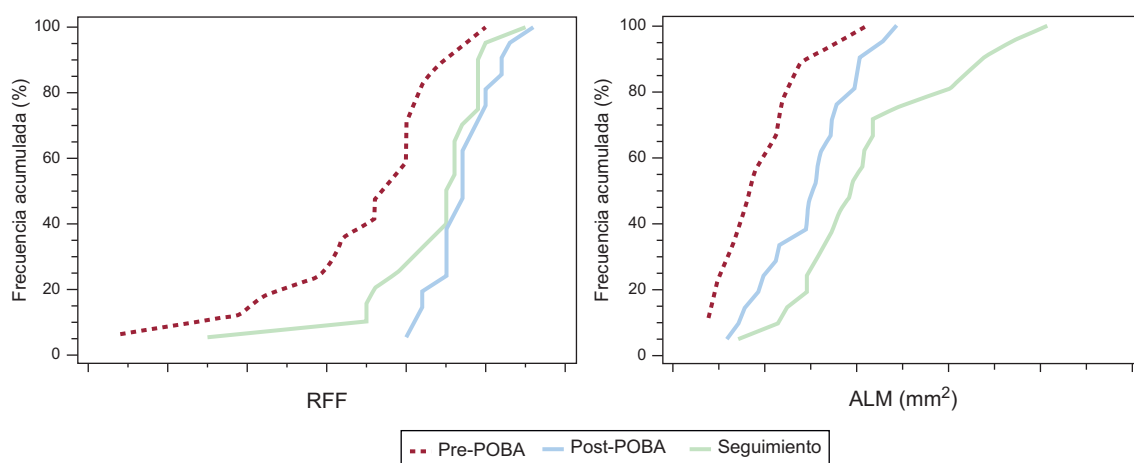 Frecuencia acumulada (%)
100
80
60
40
20
0
RFF
Frecuencia acumulada (%)
100
80
60
40
20
0
ALM (mm²)
Pre-POBA
Post-POBA
Seguimiento